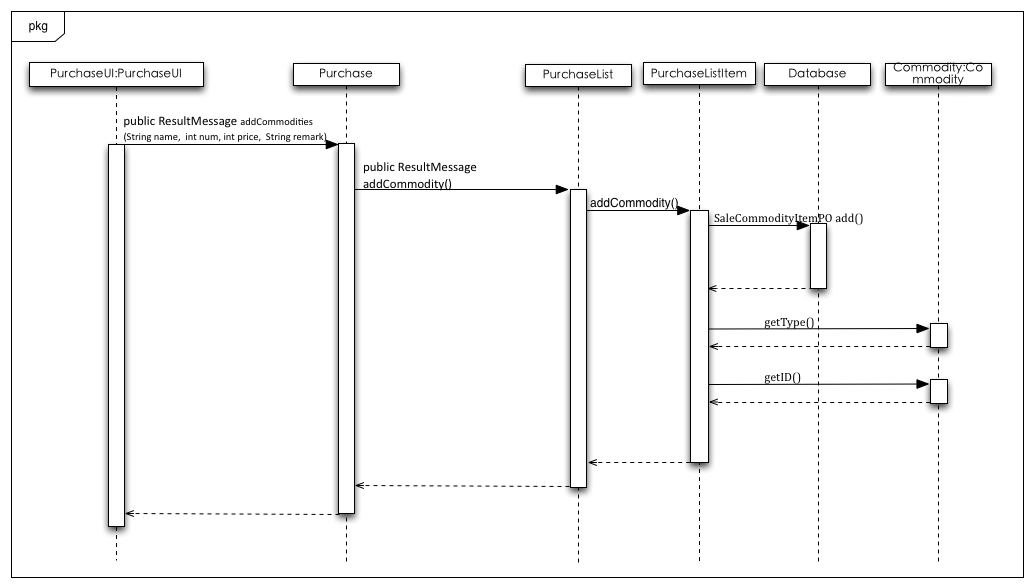 pkg
PurchaseUI:PurchaseUI
Purchase
PurchaseList
PurchaseListItem
Database
Commodity:Co
mmodity
public ResultMessage addCommodities
(String name, int num, int price, String remark)
public ResultMessage
addCommodity()
addCommodity()
SaleCommodityItemPO add()
getType()
getID()